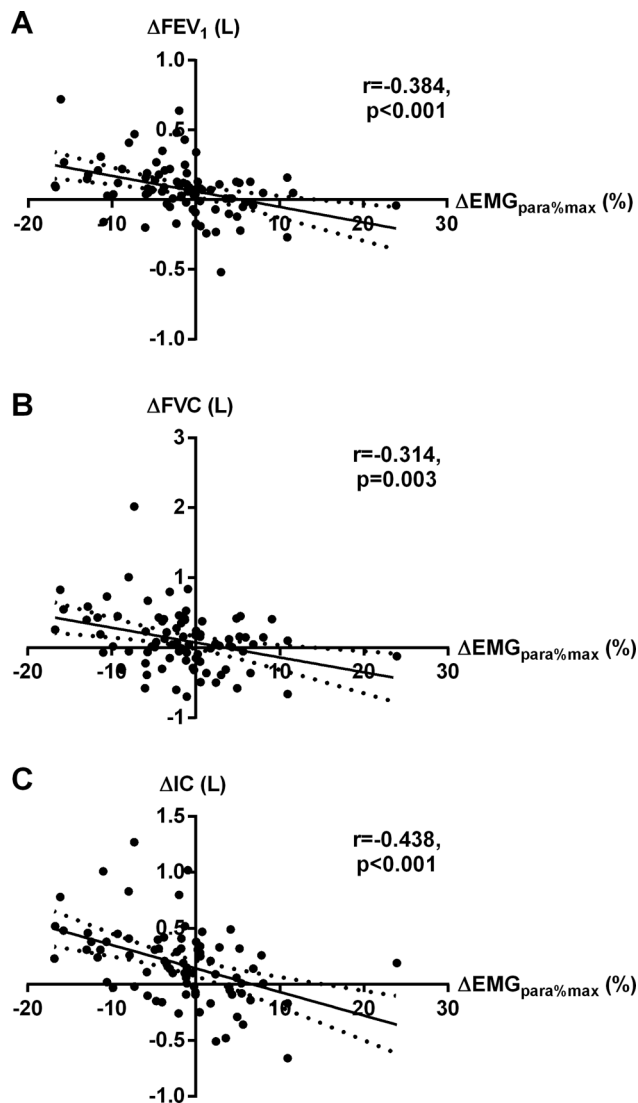 A
ΔFEV₁ (L)
1.0
r=-0.384,
p<0.001
0.5
-20 -10 0 10 20 30
ΔEMGpara%max (%)
-0.5
-1.0
B
ΔFVC (L)
3
r=-0.314,
p=0.003
2
1
-20 -10 0 10 20 30
ΔEMGpara%max (%)
-1
C
ΔIC (L)
1.5
r=-0.438,
p<0.001
1.0
0.5
-20 -10 0 10 20 30
ΔEMGpara%max (%)
-0.5
-1.0